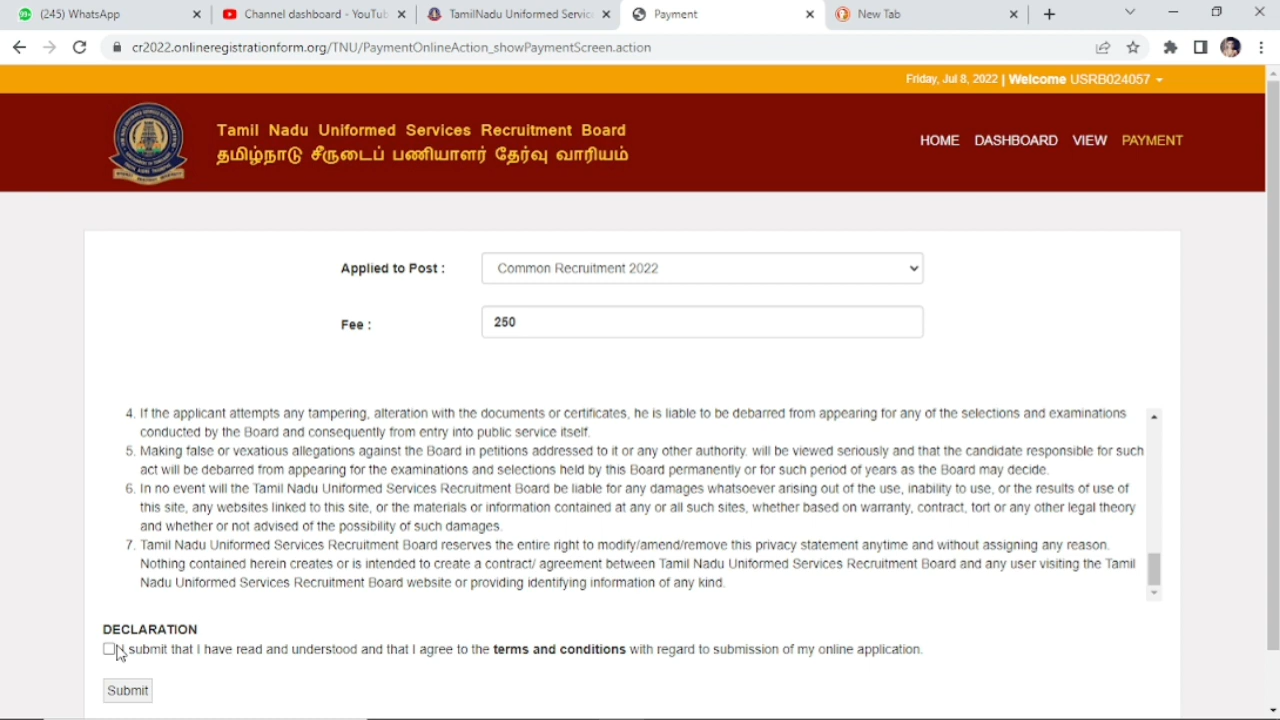 (245) WhatsApp
Channel dashboard - YouTub
TamilNadu Uniformed Servic
Payment
New Tab
cr2022.onlineregistrationform.org/TNU/PaymentOnlineAction_showPaymentScreen.action
Friday, Jul 8, 2022 | Welcome USRB024057
Tamil Nadu Uniformed Services Recruitment Board
தமிழ்நாடு சீருடைப் பணியாளர் தேர்வு வாரியம்
HOME DASHBOARD VIEW PAYMENT
Applied to Post : Common Recruitment 2022
Fee : 250
4. If the applicant attempts any tampering, alteration with the documents or certificates, he is liable to be debarred from appearing for any of the selections and examinations
conducted by the Board and consequently from entry into public service itself.
5. Making false or vexatious allegations against the Board in petitions addressed to it or any other authority. will be viewed seriously and that the candidate responsible for such
act will be debarred from appearing for the examinations and selections held by this Board permanently or for such period of years as the Board may decide.
6. In no event will the Tamil Nadu Uniformed Services Recruitment Board be liable for any damages whatsoever arising out of the use, inability to use, or the results of use of
this site, any websites linked to this site, or the materials or information contained at any or all such sites, whether based on warranty, contract, tort or any other legal theory
and whether or not advised of the possibility of such damages.
7. Tamil Nadu Uniformed Services Recruitment Board reserves the entire right to modify/amend/remove this privacy statement anytime and without assigning any reason.
Nothing contained herein creates or is intended to create a contract/ agreement between Tamil Nadu Uniformed Services Recruitment Board and any user visiting the Tamil
Nadu Uniformed Services Recruitment Board website or providing identifying information of any kind.
DECLARATION
I submit that I have read and understood and that I agree to the terms and conditions with regard to submission of my online application.
Submit